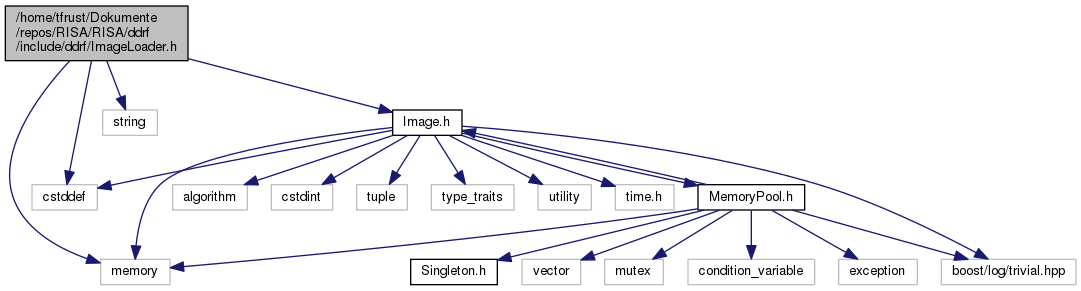 /home/tfrust/Dokumente
/repos/RISA/RISA/ddrf
/include/ddrf/ImageLoader.h
string
Image.h
cstddef
algorithm
cstdint
tuple
type_traits
utility
time.h
MemoryPool.h
memory
Singleton.h
vector
mutex
condition_variable
exception
boost/log/trivial.hpp